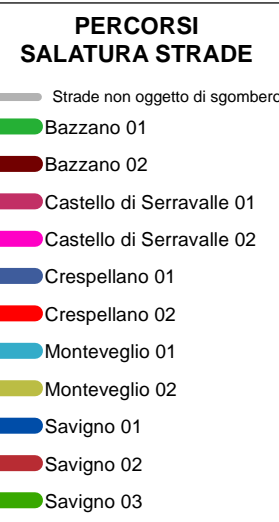 PERCORSI
SALATURA STRADE
Strade non oggetto di sgombero
Bazzano 01
Bazzano 02
Castello di Serravalle 01
Castello di Serravalle 02
Crespellano 01
Crespellano 02
Monteveglio 01
Monteveglio 02
Savigno 01
Savigno 02
Savigno 03